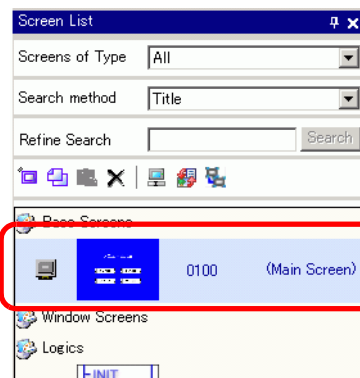 Screen List
Screens of Type All
Search method Title
Refine Search Search
Base Screens
0100 (Main Screen)
Window Screens
Logics
INIT